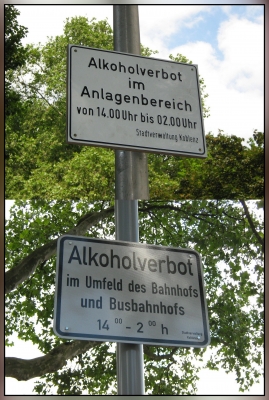 Alkoholverbot
im
Anlagenbereich
von 14.00 Uhr bis 02.00 Uhr
Stadtverwaltung Koblenz
Alkoholverbot
im Umfeld des Bahnhofs
und Busbahnhofs
14 00 - 2 00 h